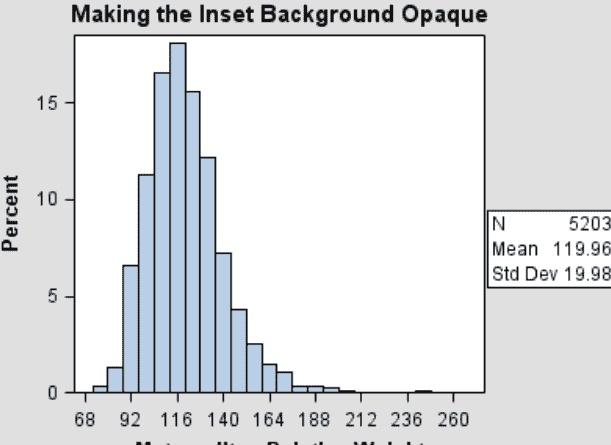 Making the Inset Background Opaque
Percent
15
10
5
0
N 5203
Mean 119.96
Std Dev 19.98
68 92 116 140 164 188 212 236 260